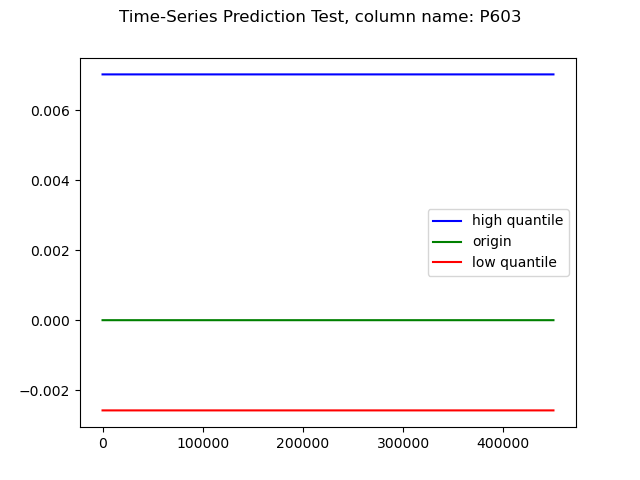 Time-Series Prediction Test, column name: P603
0.006
0.004
0.002
0.000
−0.002
high quantile
origin
low quantile
0 100000 200000 300000 400000